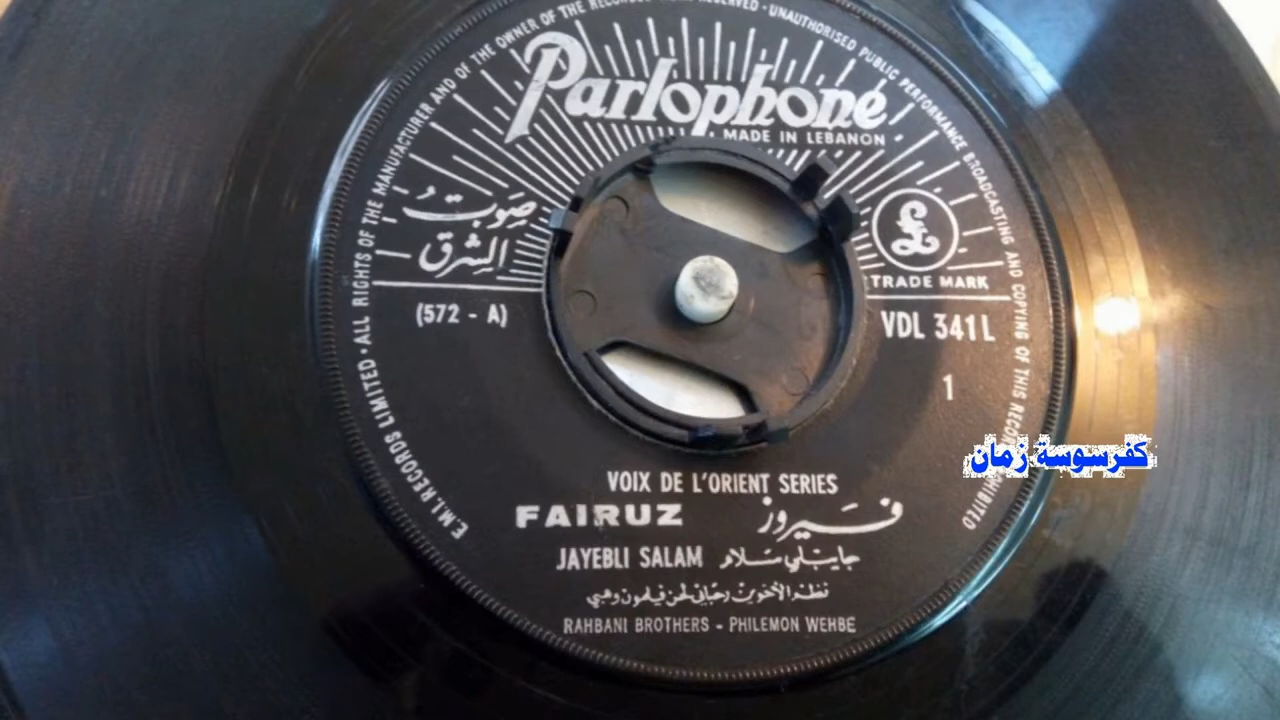 E.M.I. RECORDS LIMITED · ALL RIGHTS OF THE MANUFACTURER AND OF THE OWNER OF THE RECORDED WORK RESERVED · UNAUTHORISED PUBLIC PERFORMANCE BROADCASTING AND COPYING OF THIS RECORD PROHIBITED
Parlophone
MADE IN LEBANON
صَوتُ
الشرق
£
TRADE MARK
(572 - A)
VDL 341L
1
كفرسوسة زمان
VOIX DE L'ORIENT SERIES
FAIRUZ فَيروز
JAYEBLI SALAM جايبلي سلام
نظم الأخوين رحباني لحن فيلمون وهبي
RAHBANI BROTHERS - PHILEMON WEHBE